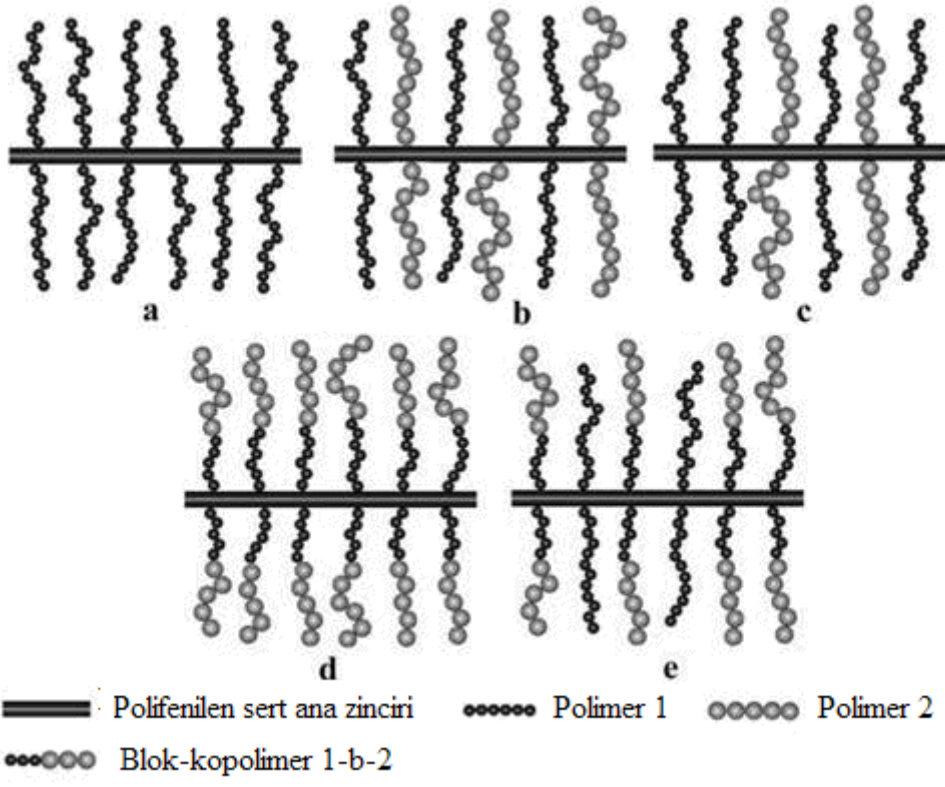 a b c
d e
Polifenilen sert ana zinciri Polimer 1 Polimer 2
Blok-kopolimer 1-b-2